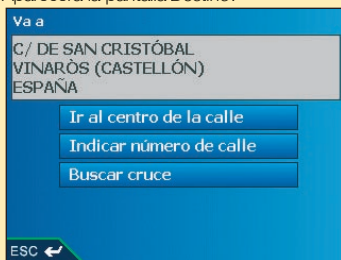 Va a
C/ DE SAN CRISTÓBAL
VINARÒS (CASTELLÓN)
ESPAÑA
Ir al centro de la calle
Indicar número de calle
Buscar cruce
ESC